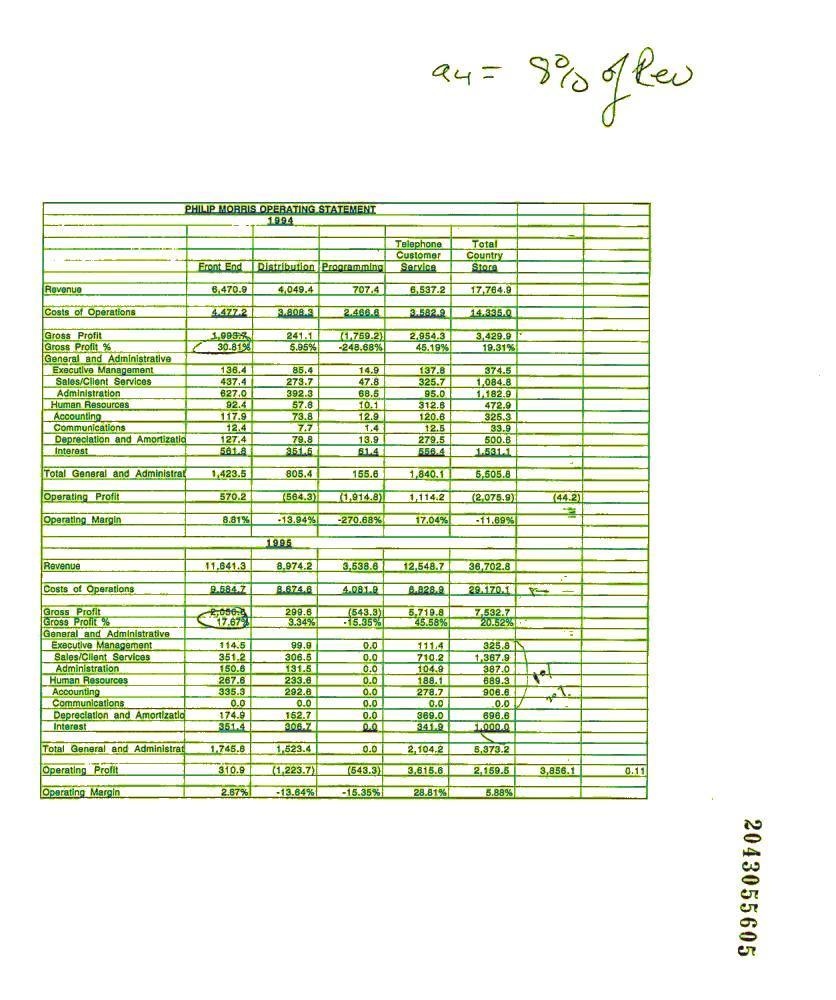 a4 = 8% of Rev
PHILIP MORRIS OPERATING STATEMENT
1994
Telephone Total
Customer Country
Front End Distribution Programming Service Store
Revenue 6,470.9 4,049.4 707.4 6,537.2 17,764.9
Costs of Operations 4,477.2 3,808.3 2,466.6 3,582.9 14,335.0
Gross Profit 1,993.7 241.1 (1,759.2) 2,954.3 3,429.9
Gross Profit % 30.81% 5.95% -248.68% 45.19% 19.31%
General and Administrative
Executive Management 136.4 85.4 14.9 137.8 374.5
Sales/Client Services 437.4 273.7 47.8 325.7 1,084.8
Administration 627.0 392.3 68.5 95.0 1,182.9
Human Resources 92.4 57.8 10.1 312.6 472.9
Accounting 117.9 73.8 12.9 120.6 325.3
Communications 12.4 7.7 1.4 12.5 33.9
Depreciation and Amortizatio 127.4 79.8 13.9 279.5 500.6
Interest 561.8 351.5 61.4 556.4 1,531.1
Total General and Administrat 1,423.5 805.4 155.6 1,840.1 5,505.8
Operating Profit 570.2 (564.3) (1,914.8) 1,114.2 (2,075.9) (44.2)
Operating Margin 8.81% -13.94% -270.68% 17.04% -11.69%
1995
Revenue 11,641.3 8,974.2 3,538.6 12,548.7 36,702.8
Costs of Operations 9,584.7 8,674.6 4,081.9 6,828.9 29,170.1
Gross Profit 2,056.6 299.6 (543.3) 5,719.8 7,532.7
Gross Profit % 17.67% 3.34% -15.35% 45.58% 20.52%
General and Administrative
Executive Management 114.5 99.9 0.0 111.4 325.8
Sales/Client Services 351.2 306.5 0.0 710.2 1,367.9
Administration 150.6 131.5 0.0 104.9 387.0
Human Resources 267.6 233.6 0.0 188.1 689.3
Accounting 335.3 292.6 0.0 278.7 906.6
Communications 0.0 0.0 0.0 0.0 0.0
Depreciation and Amortizatio 174.9 152.7 0.0 369.0 696.6
Interest 351.4 306.7 0.0 341.9 1,000.0
Total General and Administrat 1,745.6 1,523.4 0.0 2,104.2 5,373.2
Operating Profit 310.9 (1,223.7) (543.3) 3,615.6 2,159.5 3,856.1 0.11
Operating Margin 2.67% -13.64% -15.35% 28.81% 5.88%
2043055605